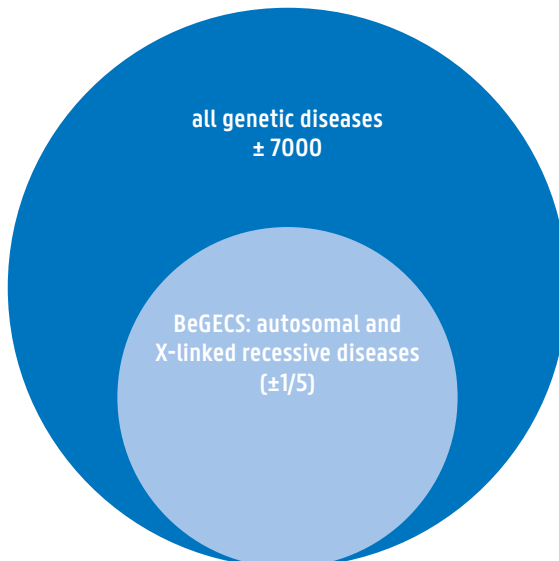 all genetic diseases
± 7000
BeGECS: autosomal and
X-linked recessive diseases
(±1/5)